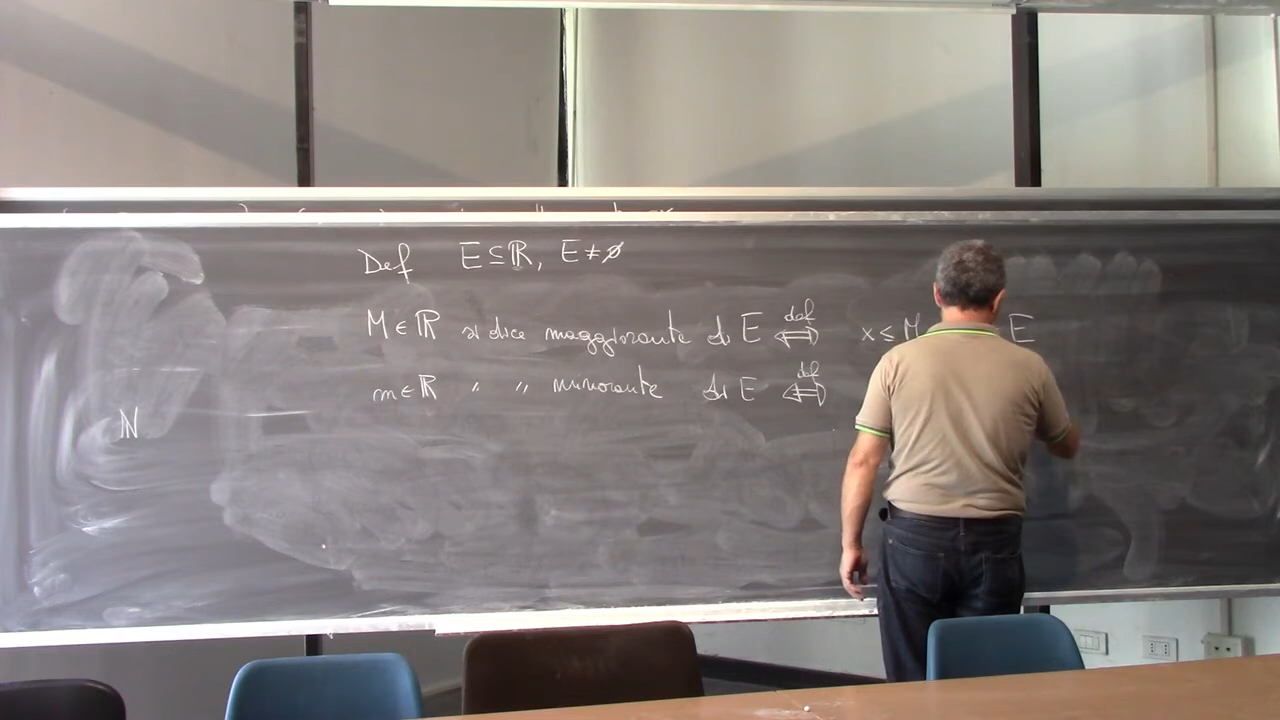 Def E ⊆ ℝ, E ≠ ∅
M ∈ ℝ si dice maggiorante di E ⟺ def x ≤ M E
m ∈ ℝ " " minorante di E ⟺ def
ℕ